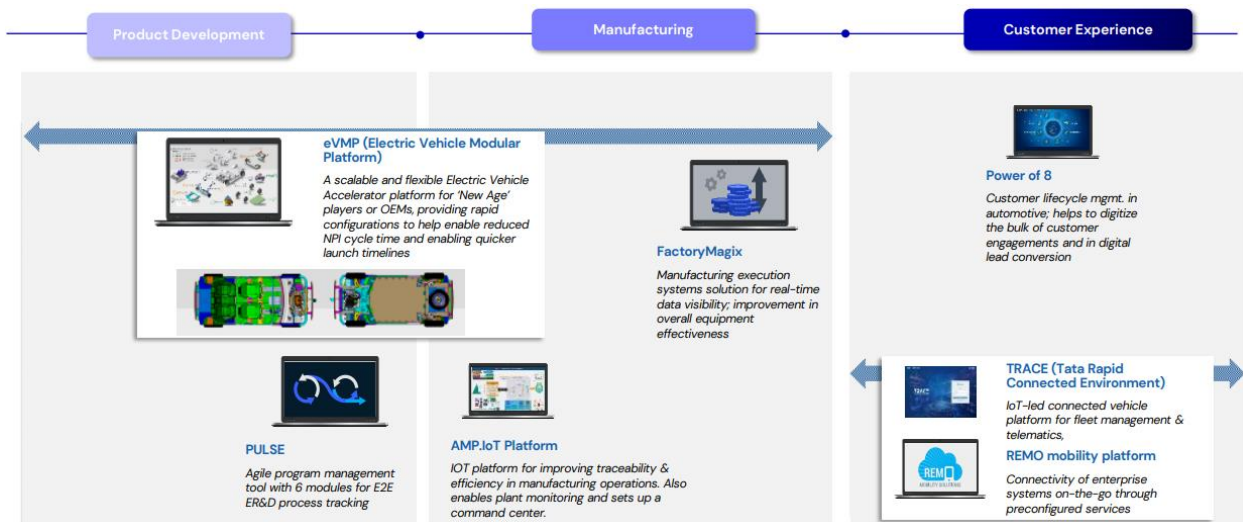 Product Development
Manufacturing
Customer Experience
eVMP (Electric Vehicle Modular
Platform)
A scalable and flexible Electric Vehicle
Accelerator platform for ‘New Age’
players or OEMs, providing rapid
configurations to help enable reduced
NPI cycle time and enabling quicker
launch timelines
PULSE
Agile program management
tool with 6 modules for E2E
ER&D process tracking
FactoryMagix
Manufacturing execution
systems solution for real-time
data visibility; improvement in
overall equipment
effectiveness
AMP.IoT Platform
IOT platform for improving traceability &
efficiency in manufacturing operations. Also
enables plant monitoring and sets up a
command center.
Power of 8
Customer lifecycle mgmt. in
automotive; helps to digitize
the bulk of customer
engagements and in digital
lead conversion
TRACE
TRACE (Tata Rapid
Connected Environment)
IoT-led connected vehicle
platform for fleet management &
telematics,
REMO
MOBILITY SOLUTIONS
REMO mobility platform
Connectivity of enterprise
systems on-the-go through
preconfigured services